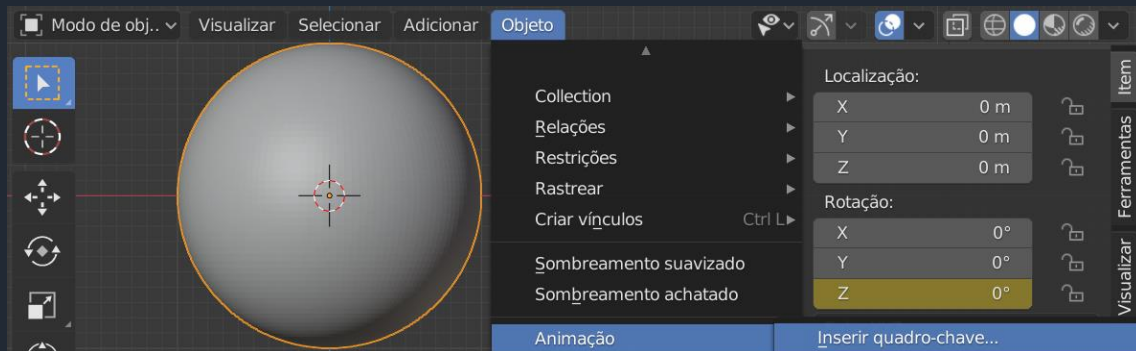 Modo de obj.. Visualizar Selecionar Adicionar Objeto
Collection
Relações
Restrições
Rastrear
Criar vínculos Ctrl L
Sombreamento suavizado
Sombreamento achatado
Animação
Inserir quadro-chave...
Localização:
X 0 m
Y 0 m
Z 0 m
Rotação:
X 0°
Y 0°
Z 0°
Item
Ferramentas
Visualizar